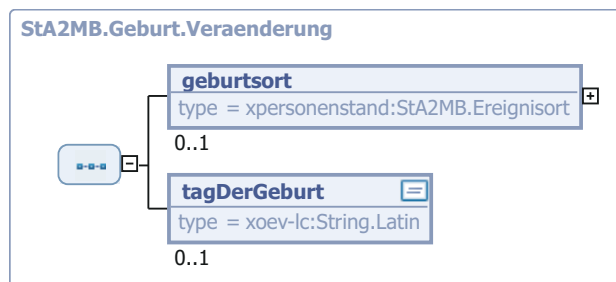 StA2MB.Geburt.Veraenderung
geburtsort
type = xpersonenstand:StA2MB.Ereignisort
0..1
tagDerGeburt
type = xoev-lc:String.Latin
0..1